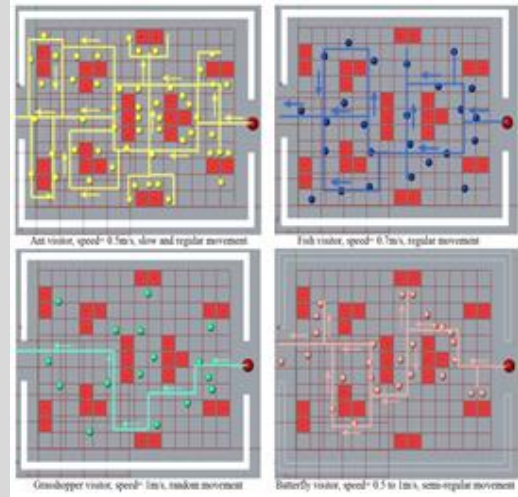 Ant visitor, speed= 0.5m/s, slow and regular movement
Fish visitor, speed= 0.7m/s, regular movement
Grasshopper visitor, speed= 1m/s, random movement
Butterfly visitor, speed= 0.5 to 1m/s, semi-regular movement